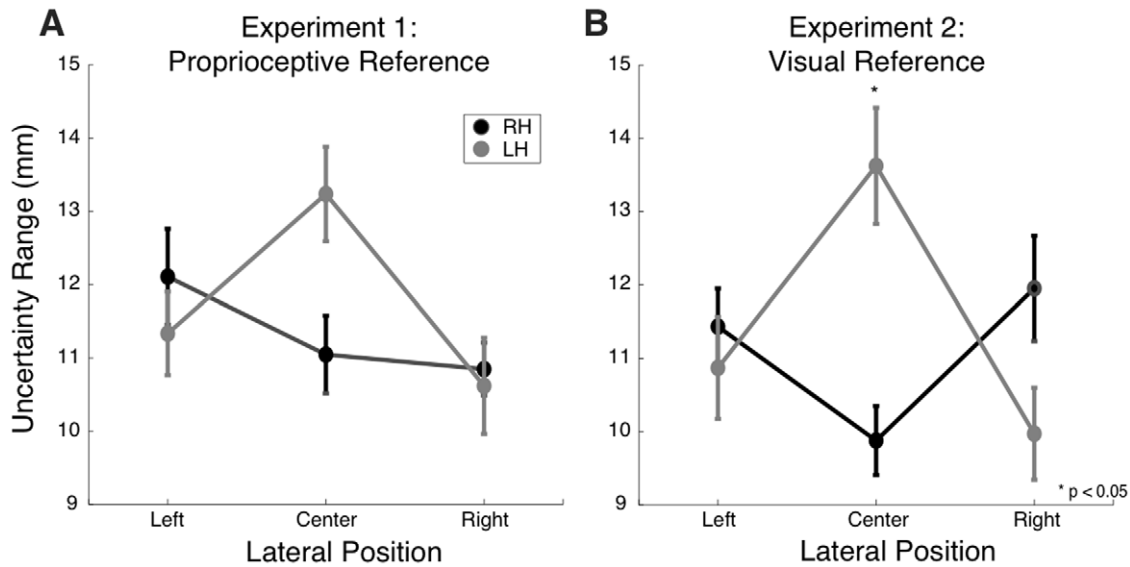 A
Experiment 1:
Proprioceptive Reference
15
14
13
12
11
10
9
Uncertainty Range (mm)
RH
LH
Left
Center
Right
Lateral Position
B
Experiment 2:
Visual Reference
15
14
13
12
11
10
9
*
* p < 0.05
Left
Center
Right
Lateral Position